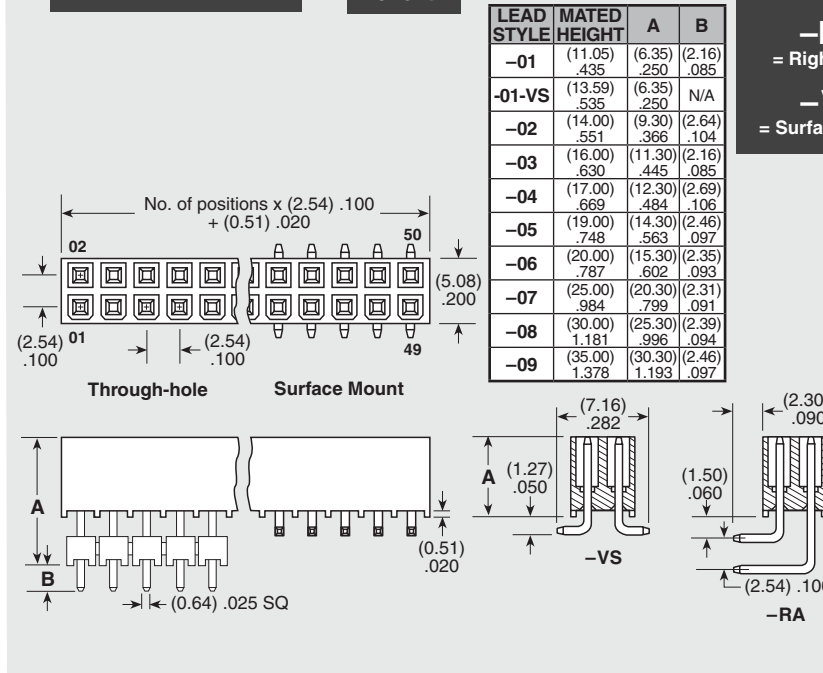 LEAD STYLE MATED HEIGHT A B
–01 (11.05) .435 (6.35) .250 (2.16) .085
-01-VS (13.59) .535 (6.35) .250 N/A
–02 (14.00) .551 (9.30) .366 (2.64) .104
–03 (16.00) .630 (11.30) .445 (2.16) .085
–04 (17.00) .669 (12.30) .484 (2.69) .106
–05 (19.00) .748 (14.30) .563 (2.46) .097
–06 (20.00) .787 (15.30) .602 (2.35) .093
–07 (25.00) .984 (20.30) .799 (2.31) .091
–08 (30.00) 1.181 (25.30) .996 (2.39) .094
–09 (35.00) 1.378 (30.30) 1.193 (2.46) .097
No. of positions x (2.54) .100
+ (0.51) .020
02
50
(5.08)
.200
(2.54)
.100
01
(2.54)
.100
49
Through-hole
Surface Mount
A
B
(0.64) .025 SQ
(0.51)
.020
(7.16)
.282
A
(1.27)
.050
–VS
(2.30
.090
(1.50)
.060
(2.54) .100
–RA